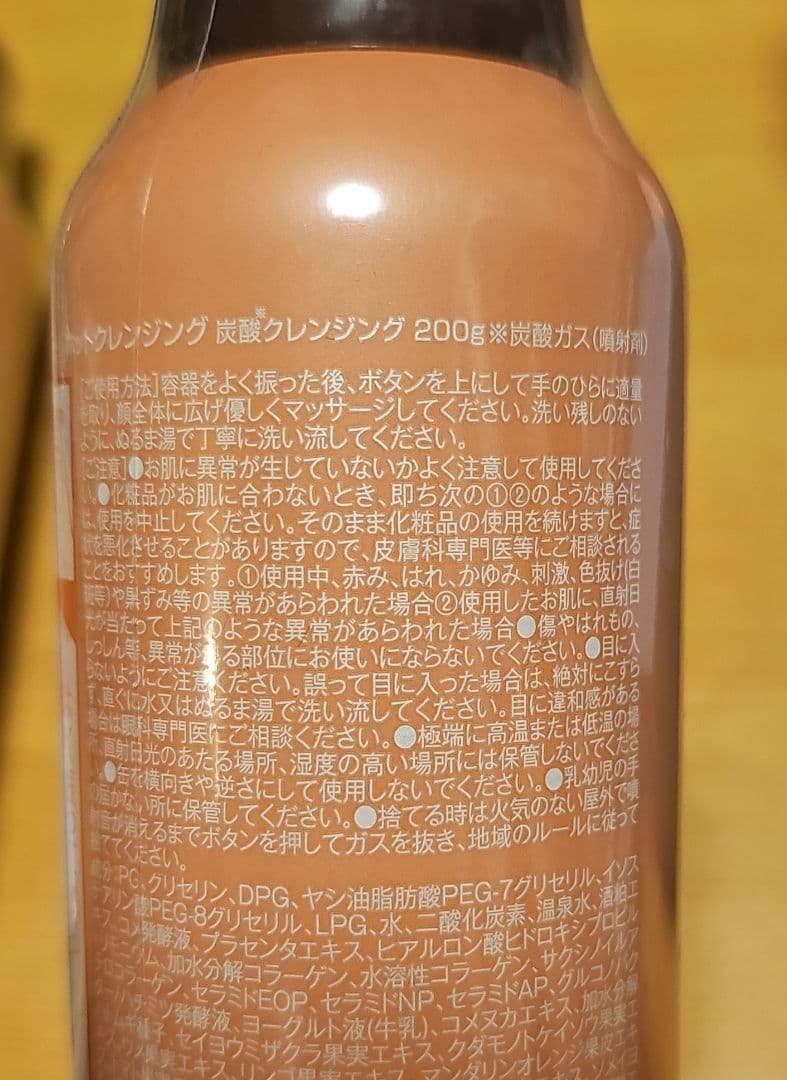 ットクレンジング 炭酸※クレンジング 200g※炭酸ガス(噴射剤)
[ご使用方法]容器をよく振った後、ボタンを上にして手のひらに適量
を取り、顔全体に広げ優しくマッサージしてください。洗い残しのない
ように、ぬるま湯で丁寧に洗い流してください。
[ご注意]●お肌に異常が生じていないかよく注意して使用してくださ
い。●化粧品がお肌に合わないとき、即ち次の①②のような場合に
は、使用を中止してください。そのまま化粧品の使用を続けますと、症
状を悪化させることがありますので、皮膚科専門医等にご相談される
ことをおすすめします。①使用中、赤み、はれ、かゆみ、刺激、色抜け(白
斑等)や黒ずみ等の異常があらわれた場合②使用したお肌に、直射日
光が当たって上記のような異常があらわれた場合●傷やはれもの、
しっしん等、異常がある部位にお使いにならないでください。●目に入
らないようにご注意ください。誤って目に入った場合は、絶対にこすら
ず、直ぐに水又はぬるま湯で洗い流してください。目に違和感がある
場合は眼科専門医にご相談ください。●極端に高温または低温の場
所、直射日光のあたる場所、湿度の高い場所には保管しないでくださ
い。●缶を横向きや逆さにして使用しないでください。●乳幼児の手
の届かない所に保管してください。●捨てる時は火気のない屋外で噴
射音が消えるまでボタンを押してガスを抜き、地域のルールに従って
捨ててください。
PG、グリセリン、DPG、ヤシ油脂肪酸PEG-7グリセリル、イソス
テアリン酸PEG-8グリセリル、LPG、水、二酸化炭素、温泉水、酒粕エ
キス、コメ発酵液、プラセンタエキス、ヒアルロン酸ヒドロキシプロピル
加水分解コラーゲン、水溶性コラーゲン、サクシノイルア
テロコラーゲン、セラミドEOP、セラミドNP、セラミドAP、グルコノバク
ハチミツ発酵液、ヨーグルト液(牛乳)、コメヌカエキス、加水分解
種子、セイヨウミザクラ果実エキス、クダモノトケイソウ果実エ
果実エキス、リンゴ果実エキス、マンダリンオレンジ果皮エキ